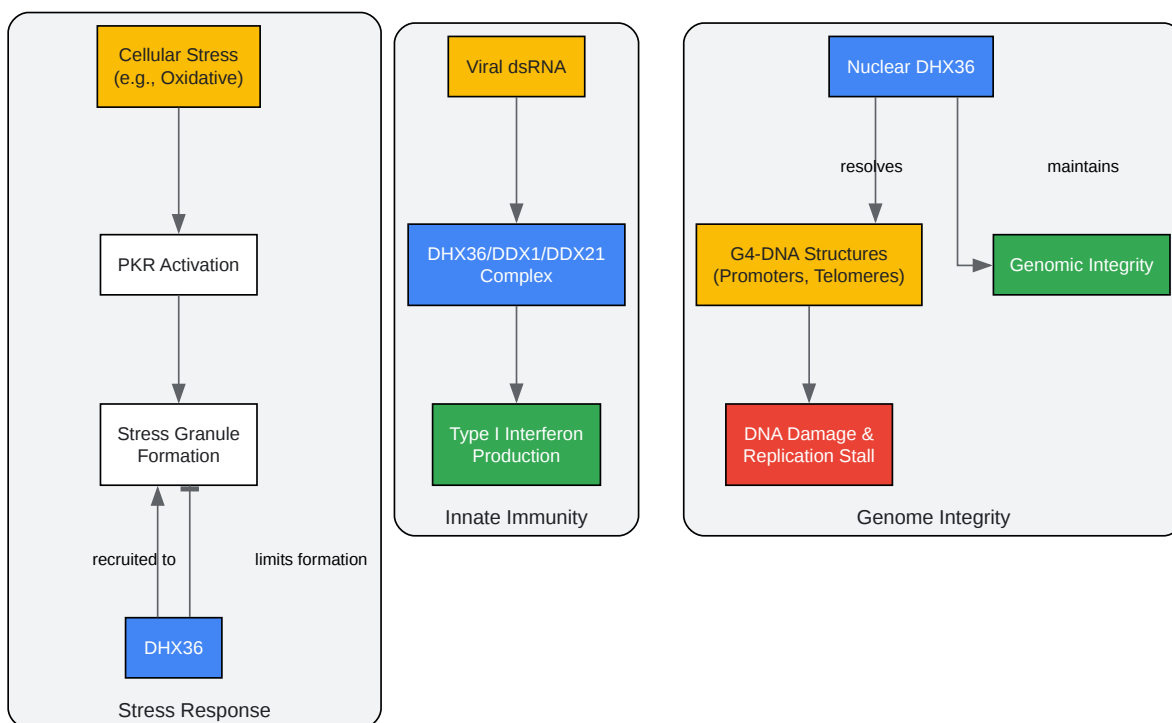 Cellular Stress
(e.g., Oxidative)
PKR Activation
Stress Granule
Formation
recruited to
limits formation
DHX36
Stress Response
Viral dsRNA
DHX36/DDX1/DDX21
Complex
Type I Interferon
Production
Innate Immunity
Nuclear DHX36
resolves
maintains
G4-DNA Structures
(Promoters, Telomeres)
Genomic Integrity
DNA Damage &
Replication Stall
Genome Integrity